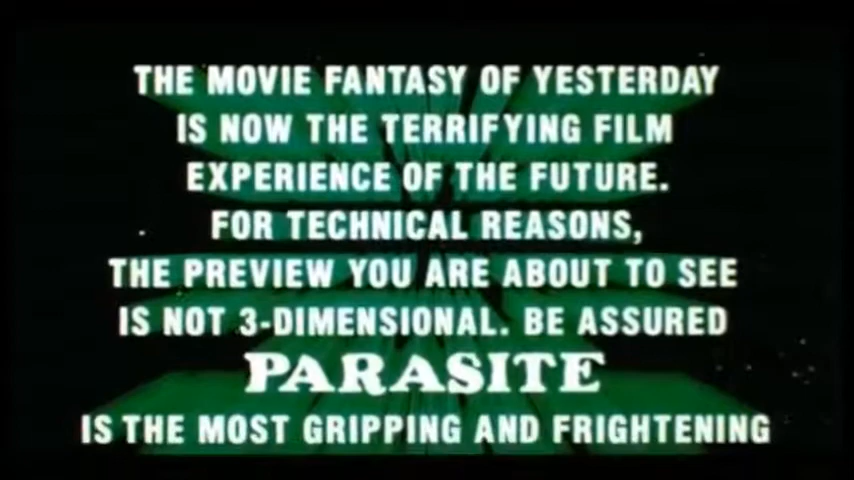 THE MOVIE FANTASY OF YESTERDAY
IS NOW THE TERRIFYING FILM
EXPERIENCE OF THE FUTURE.
FOR TECHNICAL REASONS,
THE PREVIEW YOU ARE ABOUT TO SEE
IS NOT 3-DIMENSIONAL. BE ASSURED
PARASITE
IS THE MOST GRIPPING AND FRIGHTENING